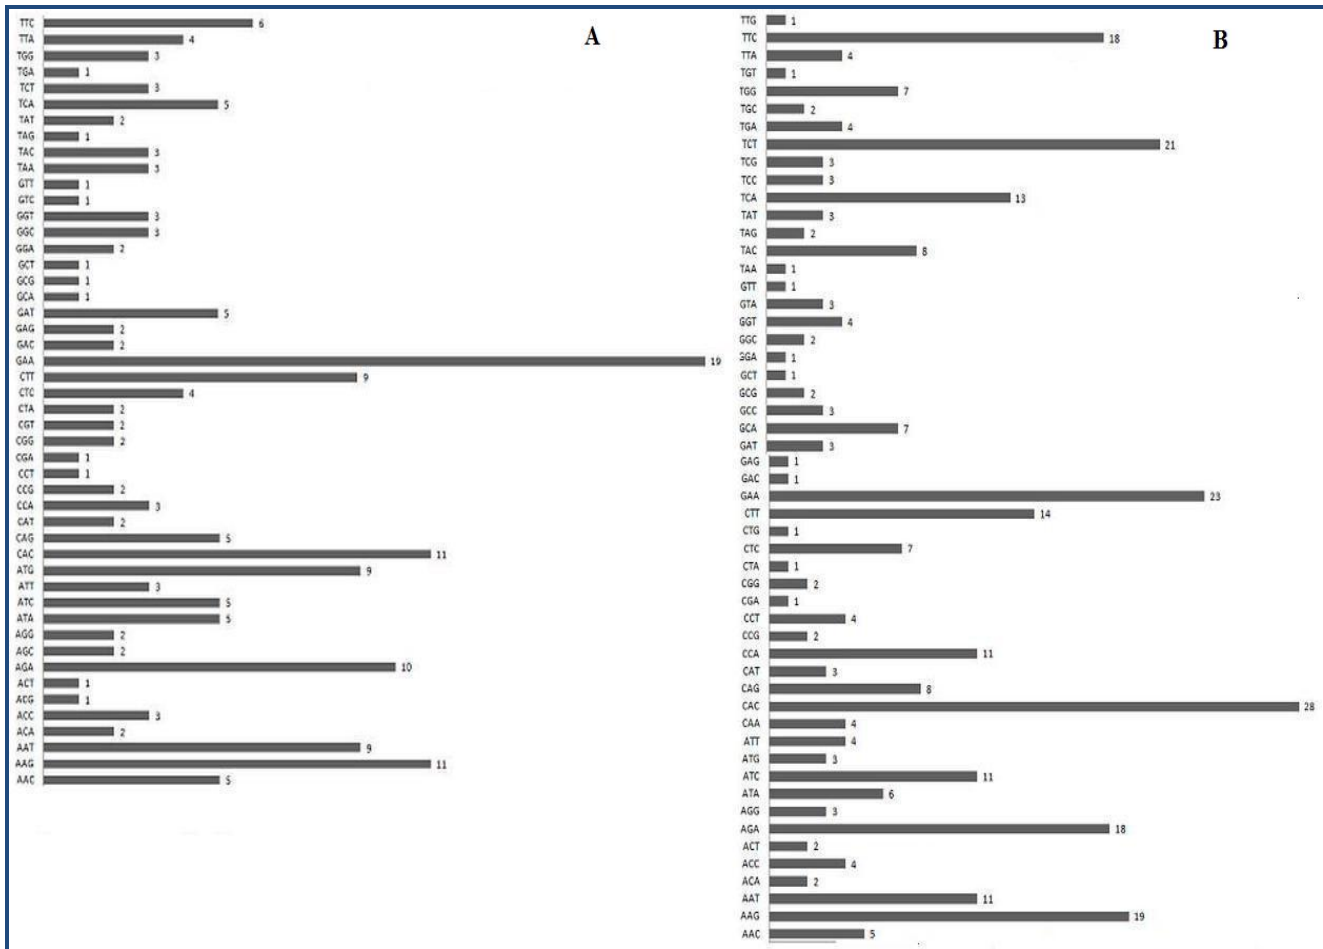 A
TTC 6
TTA 4
TGG 3
TGA 1
TCT 3
TCA 5
TAT 2
TAG 1
TAC 3
TAA 3
GTT 1
GTC 1
GGT 3
GGC 3
GGA 2
GCT 1
GCG 1
GCA 1
GAT 5
GAG 2
GAC 2
GAA 19
CTT 9
CTC 4
CTA 2
CGT 2
CGG 2
CGA 1
CCT 1
CCG 2
CCA 3
CAT 2
CAG 5
CAC 11
ATG 9
ATT 3
ATC 5
ATA 5
AGG 2
AGC 2
AGA 10
ACT 1
ACG 1
ACC 3
ACA 2
AAT 9
AAG 11
AAC 5
B
TTG 1
TTC 18
TTA 4
TGT 1
TGG 7
TGC 2
TGA 4
TCT 21
TCG 3
TCC 3
TCA 13
TAT 3
TAG 2
TAC 8
TAA 1
GTT 1
GTA 3
GGT 4
GGC 2
GGA 1
GCT 1
GCG 2
GCC 3
GCA 7
GAT 3
GAG 1
GAC 1
GAA 23
CTT 14
CTG 1
CTC 7
CTA 1
CGG 2
CGA 1
CCT 4
CCG 2
CCA 11
CAT 3
CAG 8
CAC 28
CAA 4
ATT 4
ATG 3
ATC 11
ATA 6
AGG 3
AGA 18
ACT 2
ACC 4
ACA 2
AAT 11
AAG 19
AAC 5